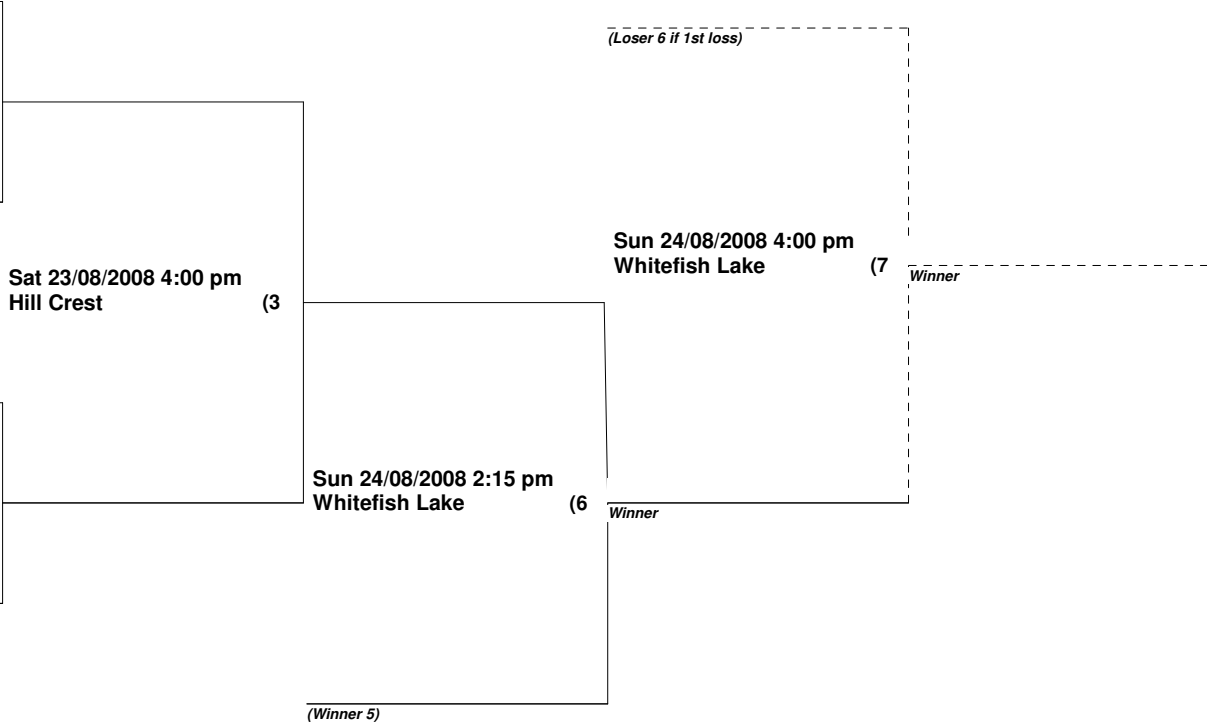 (Loser 6 if 1st loss)
Sun 24/08/2008 4:00 pm
Whitefish Lake (7
Winner
Sat 23/08/2008 4:00 pm
Hill Crest (3
Sun 24/08/2008 2:15 pm
Whitefish Lake (6
Winner
(Winner 5)